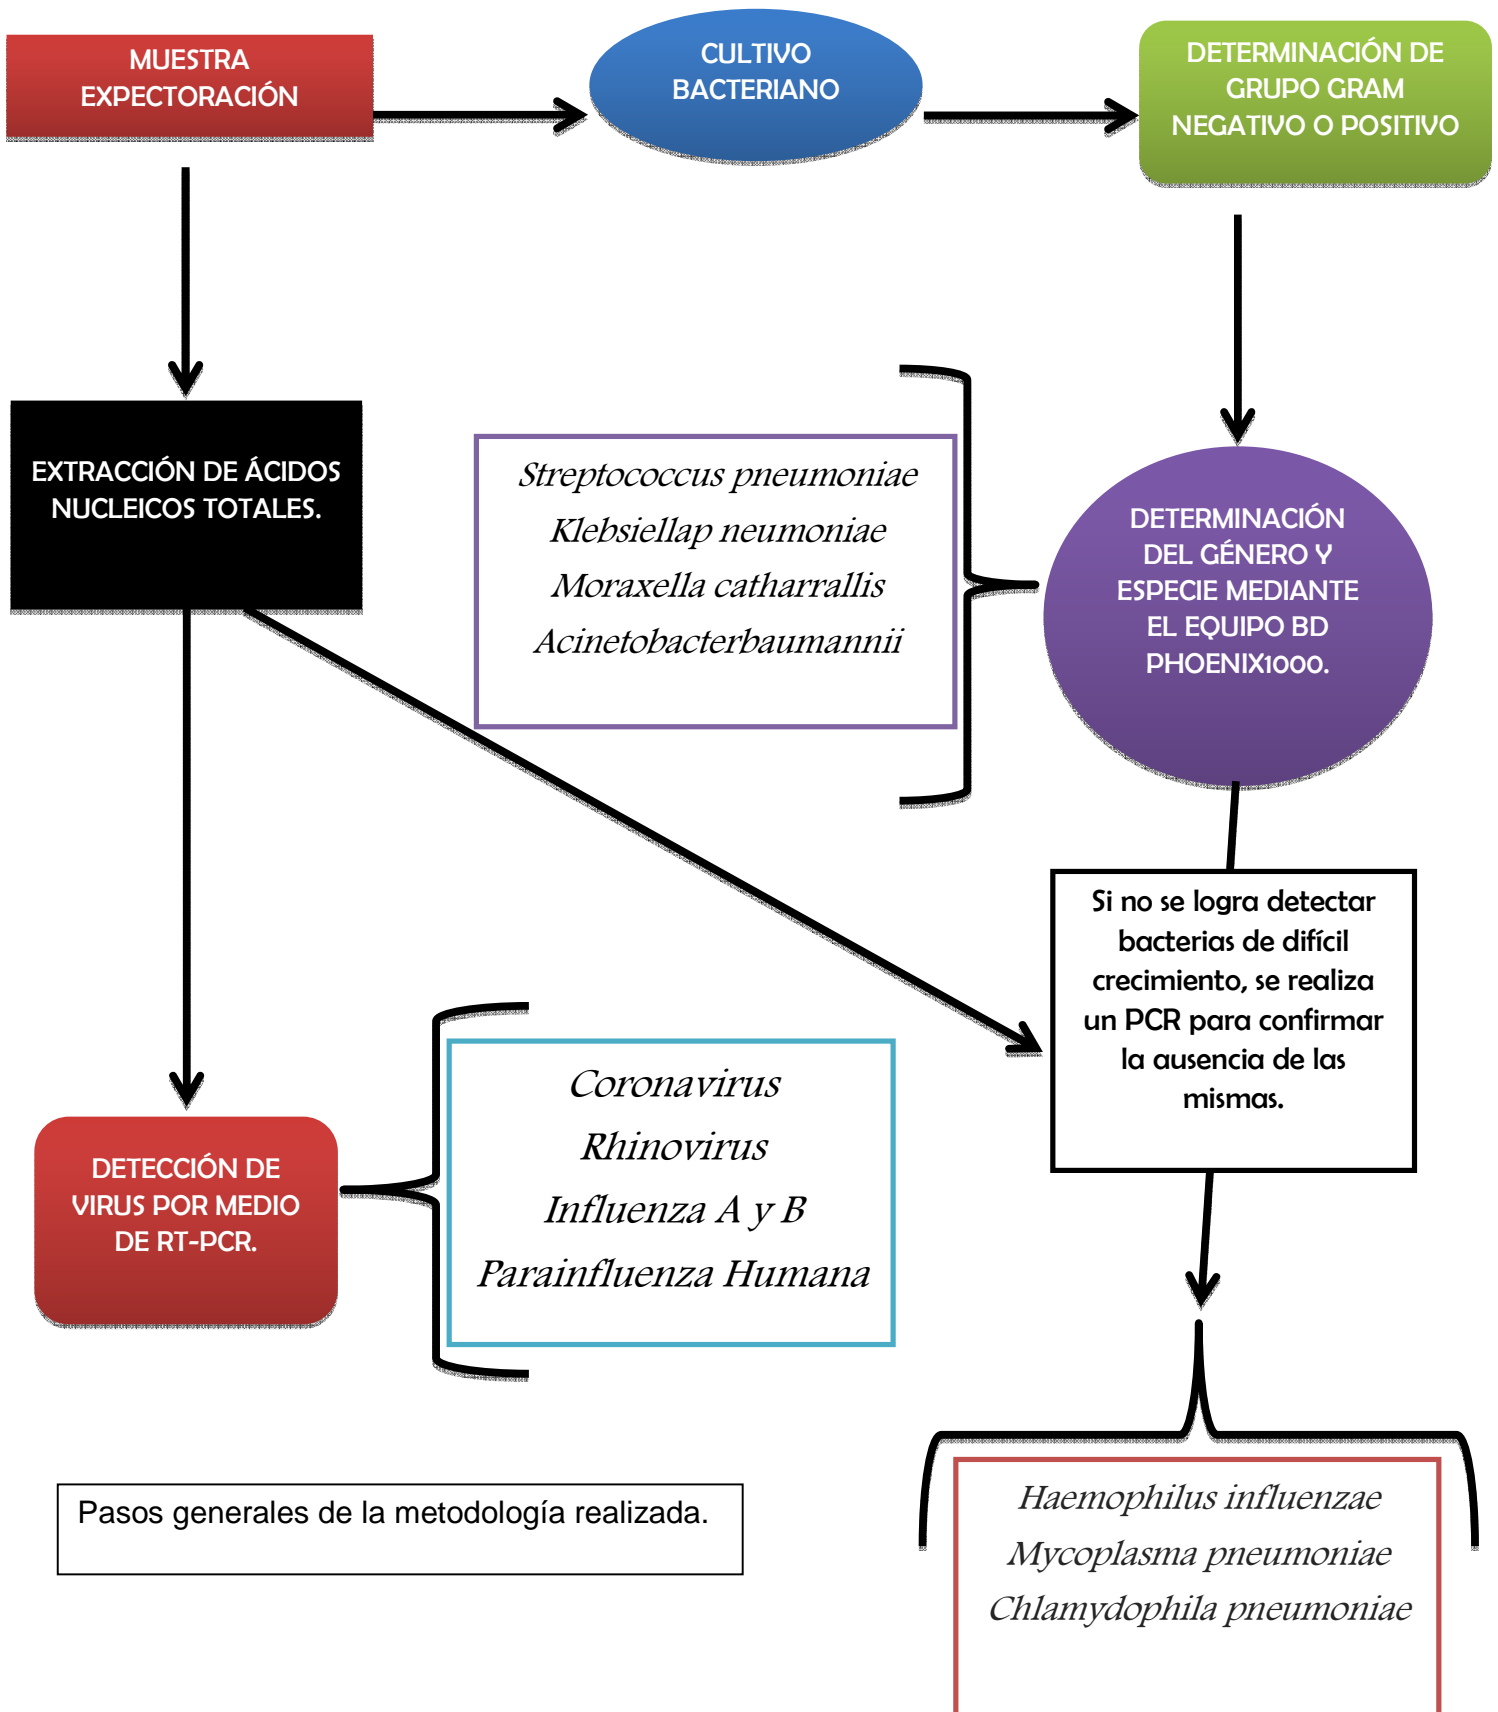 MUESTRA
EXPECTORACIÓN
CULTIVO
BACTERIANO
DETERMINACIÓN DE
GRUPO GRAM
NEGATIVO O POSITIVO
EXTRACCIÓN DE ÁCIDOS
NUCLEICOS TOTALES.
Streptococcus pneumoniae
Klebsiellap neumoniae
Moraxella catharrallis
Acinetobacterbaumannii
DETERMINACIÓN
DEL GÉNERO Y
ESPECIE MEDIANTE
EL EQUIPO BD
PHOENIX1000.
Si no se logra detectar
bacterias de difícil
crecimiento, se realiza
un PCR para confirmar
la ausencia de las
mismas.
DETECCIÓN DE
VIRUS POR MEDIO
DE RT-PCR.
Coronavirus
Rhinovirus
Influenza A y B
Parainfluenza Humana
Pasos generales de la metodología realizada.
Haemophilus influenzae
Mycoplasma pneumoniae
Chlamydophila pneumoniae